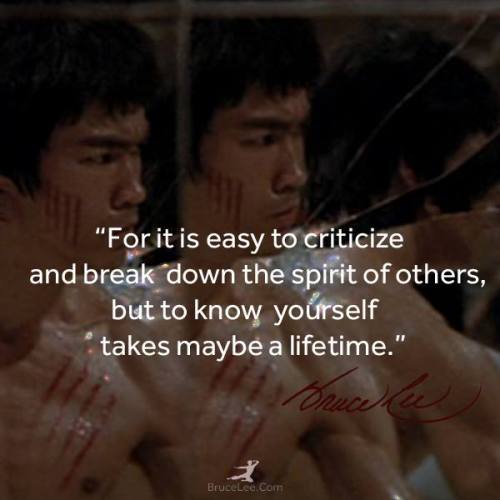 “For it is easy to criticize
and break down the spirit of others,
but to know yourself
takes maybe a lifetime.”
Bruce Lee
BruceLee.Com